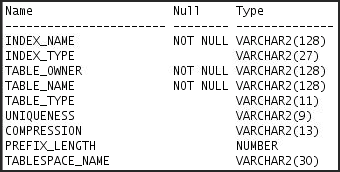 Name Null Type
--------------------- -------- -------------
INDEX_NAME NOT NULL VARCHAR2(128)
INDEX_TYPE VARCHAR2(27)
TABLE_OWNER NOT NULL VARCHAR2(128)
TABLE_NAME NOT NULL VARCHAR2(128)
TABLE_TYPE VARCHAR2(11)
UNIQUENESS VARCHAR2(9)
COMPRESSION VARCHAR2(13)
PREFIX_LENGTH NUMBER
TABLESPACE_NAME VARCHAR2(30)